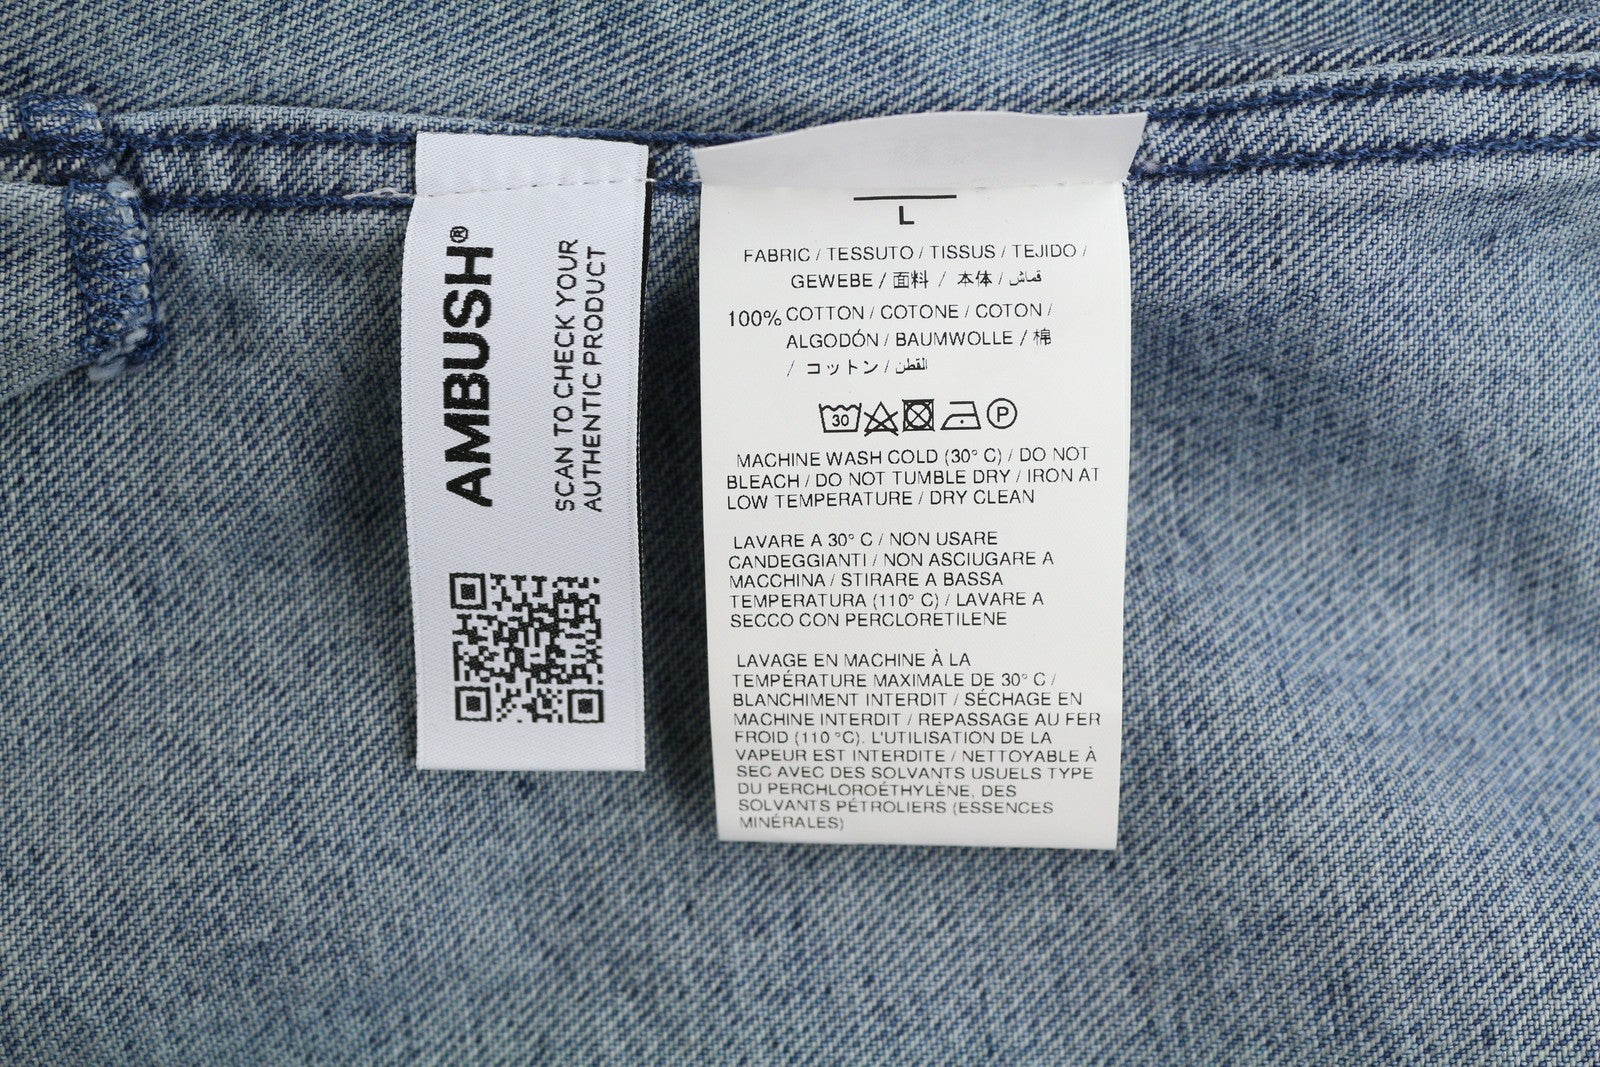 AMBUSH®
SCAN TO CHECK YOUR
AUTHENTIC PRODUCT
L
FABRIC / TESSUTO / TISSUS / TEJIDO /
GEWEBE / 面料 / 本体 / قماش
100% COTTON / COTONE / COTON /
ALGODÓN / BAUMWOLLE / 棉
/ コットン / القطن
30 P
MACHINE WASH COLD (30° C) / DO NOT
BLEACH / DO NOT TUMBLE DRY / IRON AT
LOW TEMPERATURE / DRY CLEAN
LAVARE A 30° C / NON USARE
CANDEGGIANTI / NON ASCIUGARE A
MACCHINA / STIRARE A BASSA
TEMPERATURA (110° C) / LAVARE A
SECCO CON PERCLORETILENE
LAVAGE EN MACHINE À LA
TEMPÉRATURE MAXIMALE DE 30° C /
BLANCHIMENT INTERDIT / SÉCHAGE EN
MACHINE INTERDIT / REPASSAGE AU FER
FROID (110 °C). L'UTILISATION DE LA
VAPEUR EST INTERDITE / NETTOYABLE À
SEC AVEC DES SOLVANTS USUELS TYPE
DU PERCHLOROÉTHYLÈNE, DES
SOLVANTS PÉTROLIERS (ESSENCES
MINÉRALES)